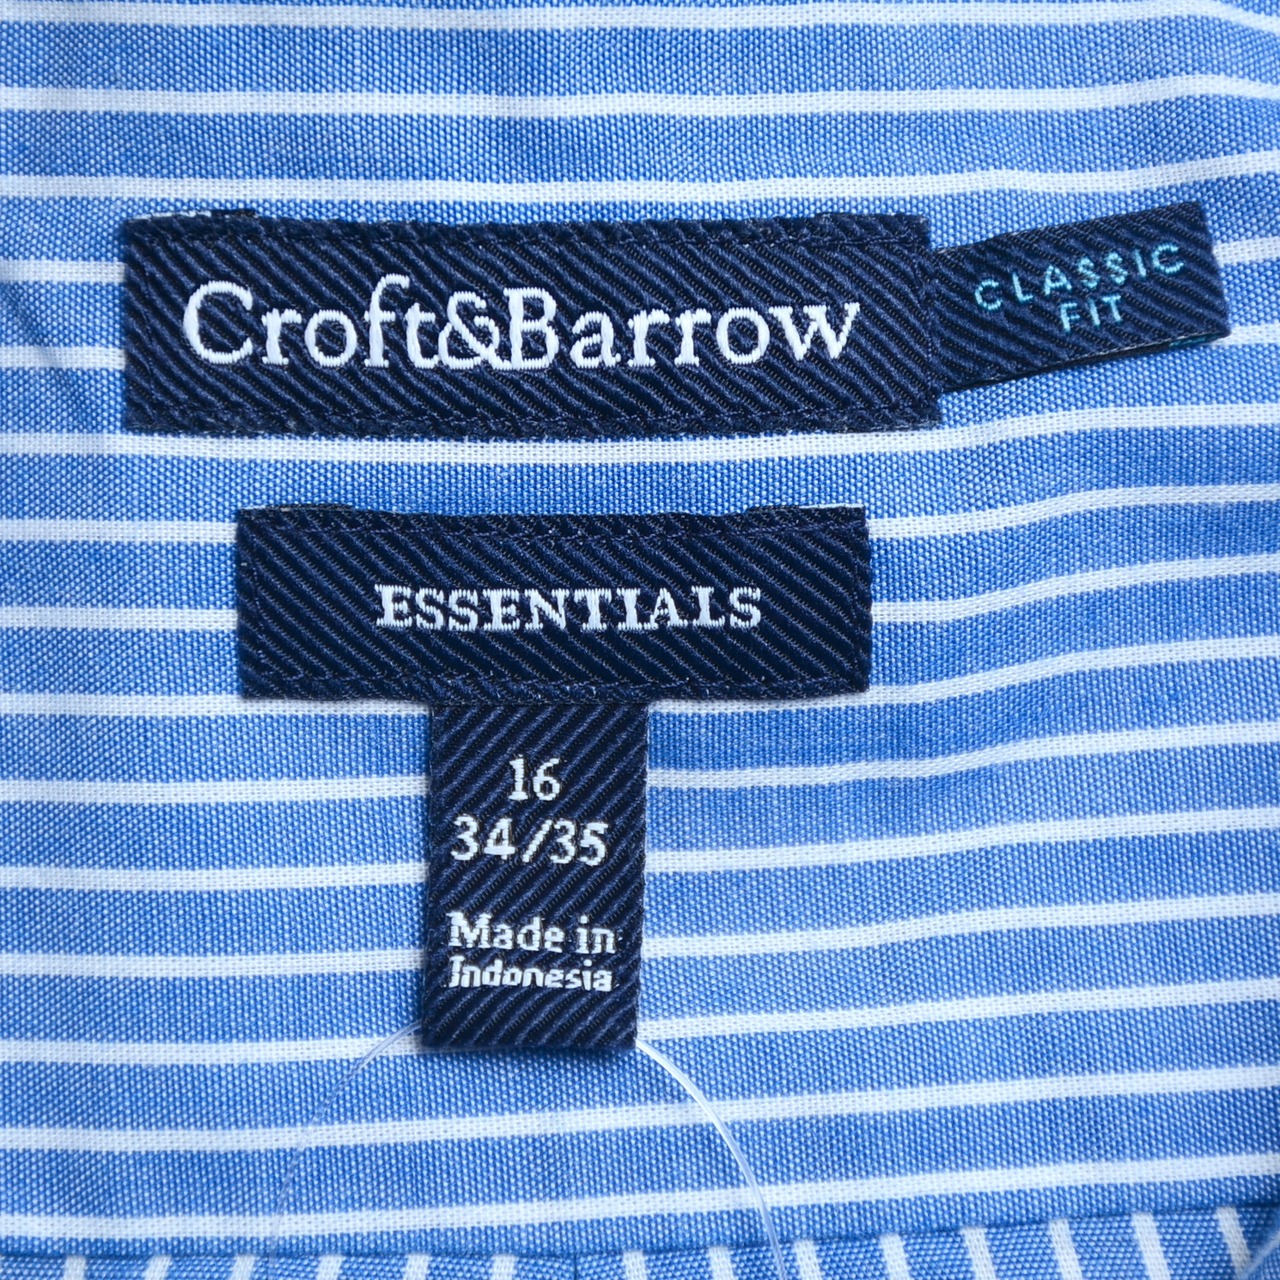 Croft&Barrow
CLASSIC
FIT
ESSENTIALS
16
34/35
Made in
Indonesia